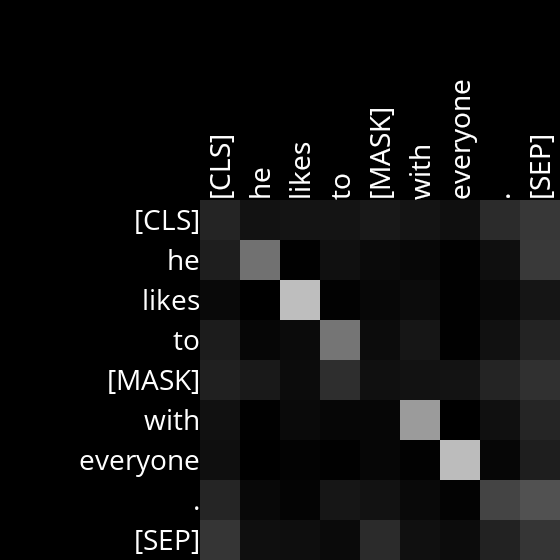 [CLS]
he
likes
to
[MASK]
with
everyone
.
[SEP]
[CLS]
he
likes
to
[MASK]
with
everyone
.
[SEP]